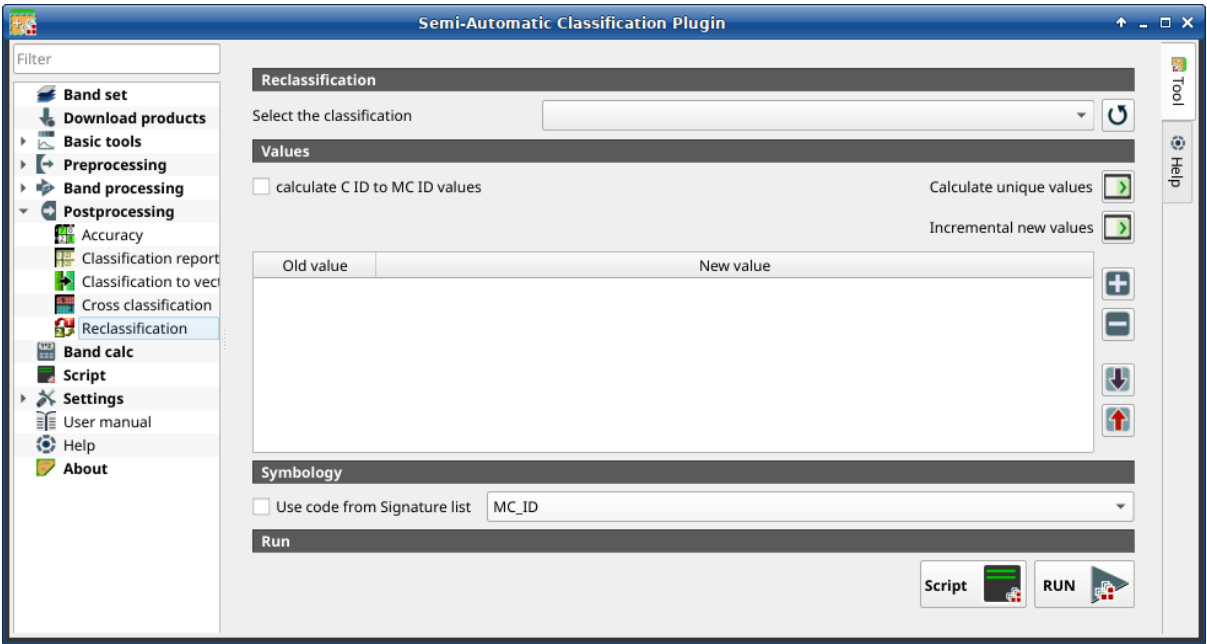 Semi-Automatic Classification Plugin
Filter
Band set
Download products
Basic tools
Preprocessing
Band processing
Postprocessing
Accuracy
Classification report
Classification to vect
Cross classification
Reclassification
Band calc
Script
Settings
User manual
Help
About
Reclassification
Select the classification
Values
calculate C ID to MC ID values
Calculate unique values
Incremental new values
Old value New value
Symbology
Use code from Signature list MC_ID
Run
Script RUN
Tool
Help